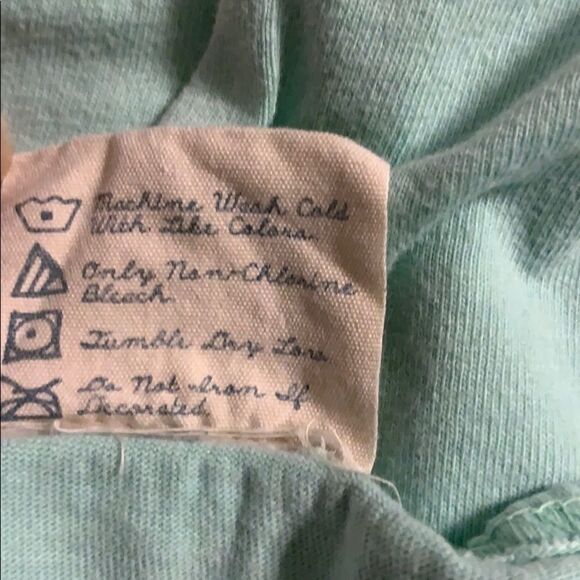 Machine Wash Cold
With Like Colors.
Only Non-Chlorine
Bleach
Tumble Dry Low
Do Not Iron If
Decorated.